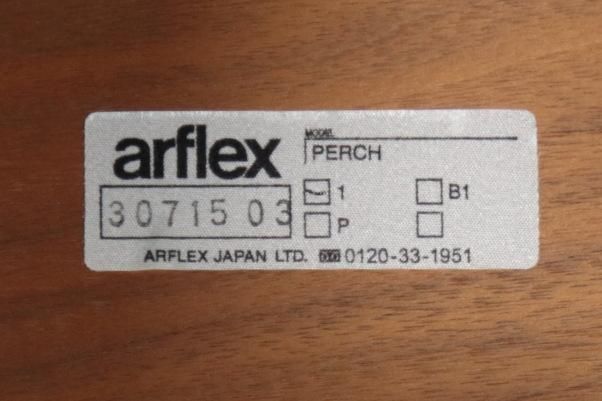 arflex
MODEL
PERCH
30715 03
1
B1
P
ARFLEX JAPAN LTD. 0120-33-1951